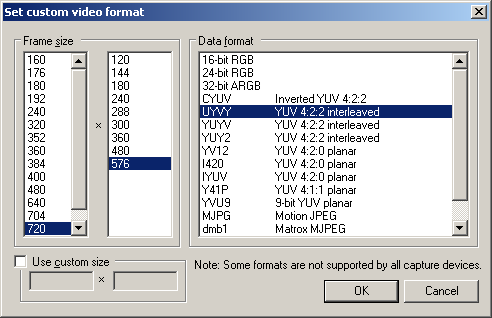 Set custom video format
Frame size
160
176
180
192
240
320
352
360
384
400
480
640
704
720
×
120
144
180
240
288
300
360
480
576
Data format
16-bit RGB
24-bit RGB
32-bit ARGB
CYUV Inverted YUV 4:2:2
UYVY YUV 4:2:2 interleaved
YUYV YUV 4:2:2 interleaved
YUY2 YUV 4:2:2 interleaved
YV12 YUV 4:2:0 planar
I420 YUV 4:2:0 planar
IYUV YUV 4:2:0 planar
Y41P YUV 4:1:1 planar
YVU9 9-bit YUV planar
MJPG Motion JPEG
dmb1 Matrox MJPEG
Use custom size
×
Note: Some formats are not supported by all capture devices.
OK Cancel